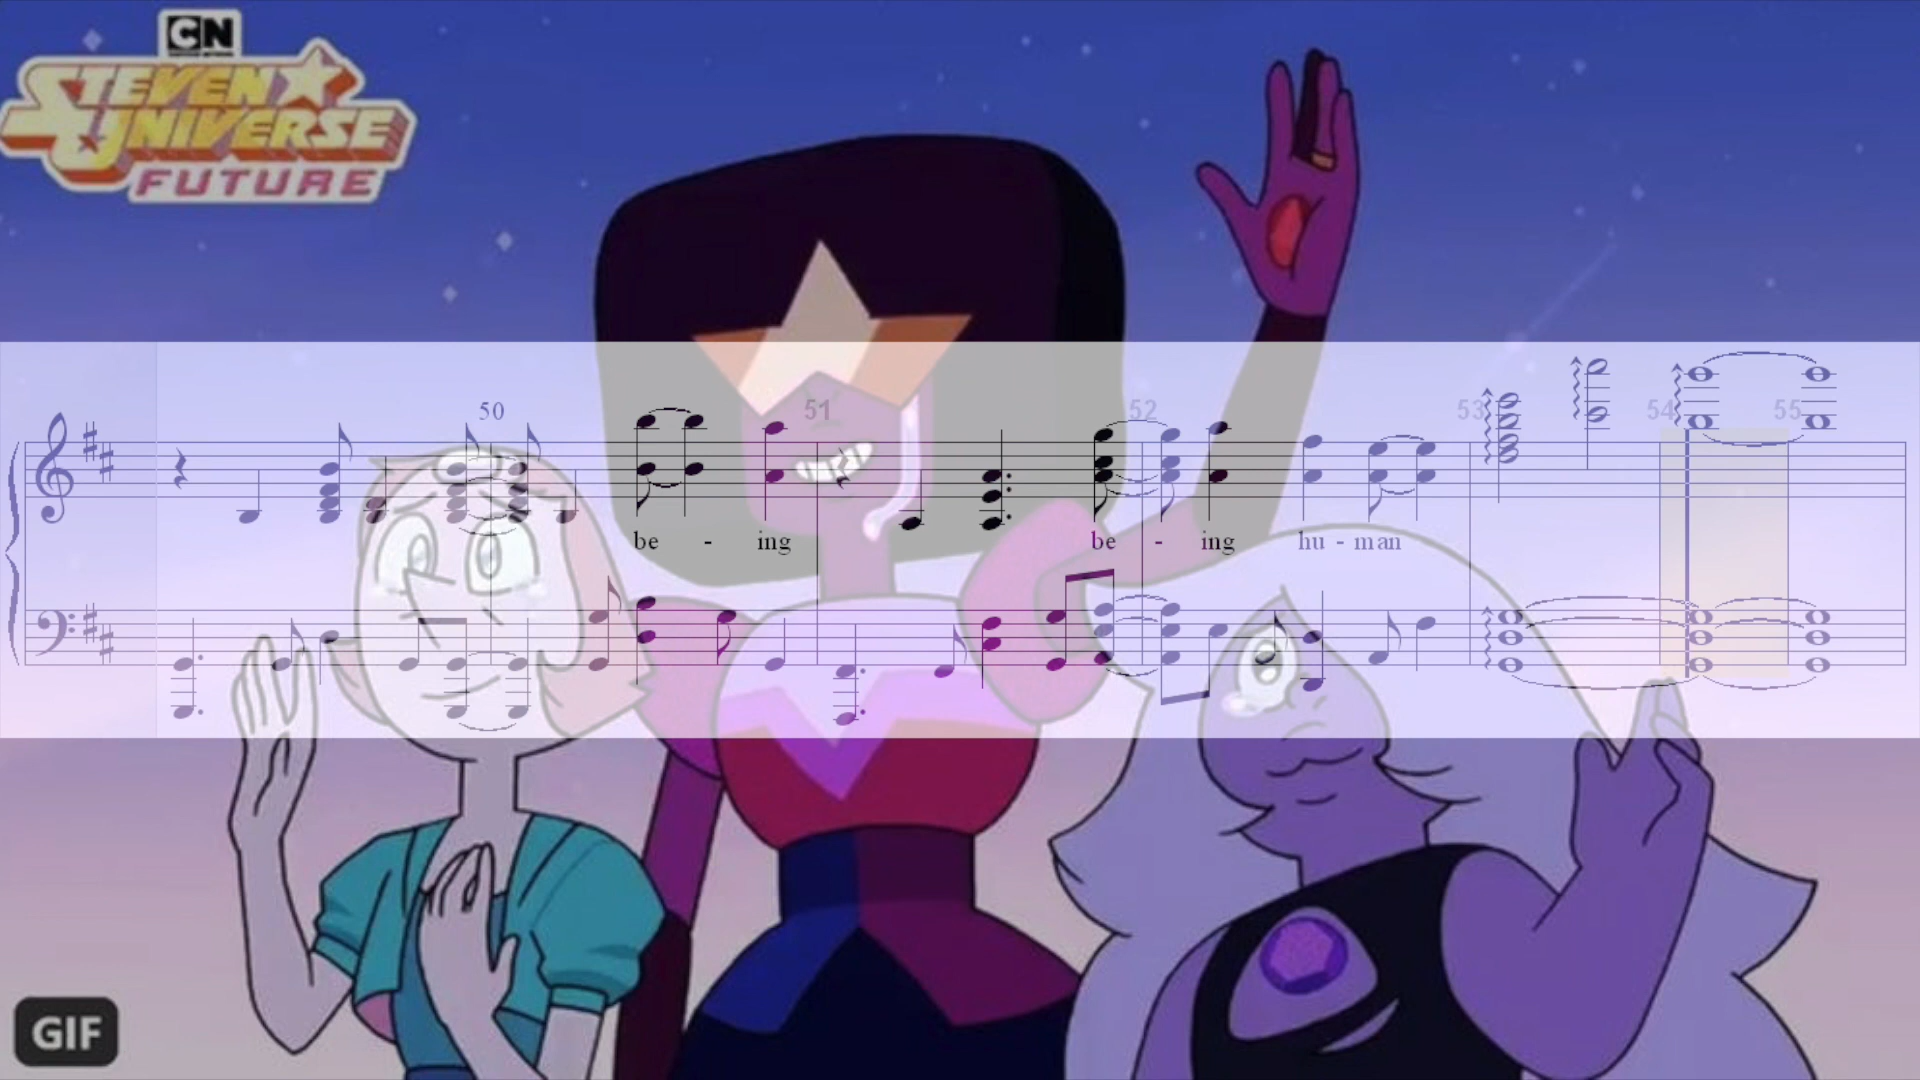 CN
STEVEN
UNIVERSE
FUTURE
50 51 52 53 54 55
be - ing be - ing hu - man
GIF